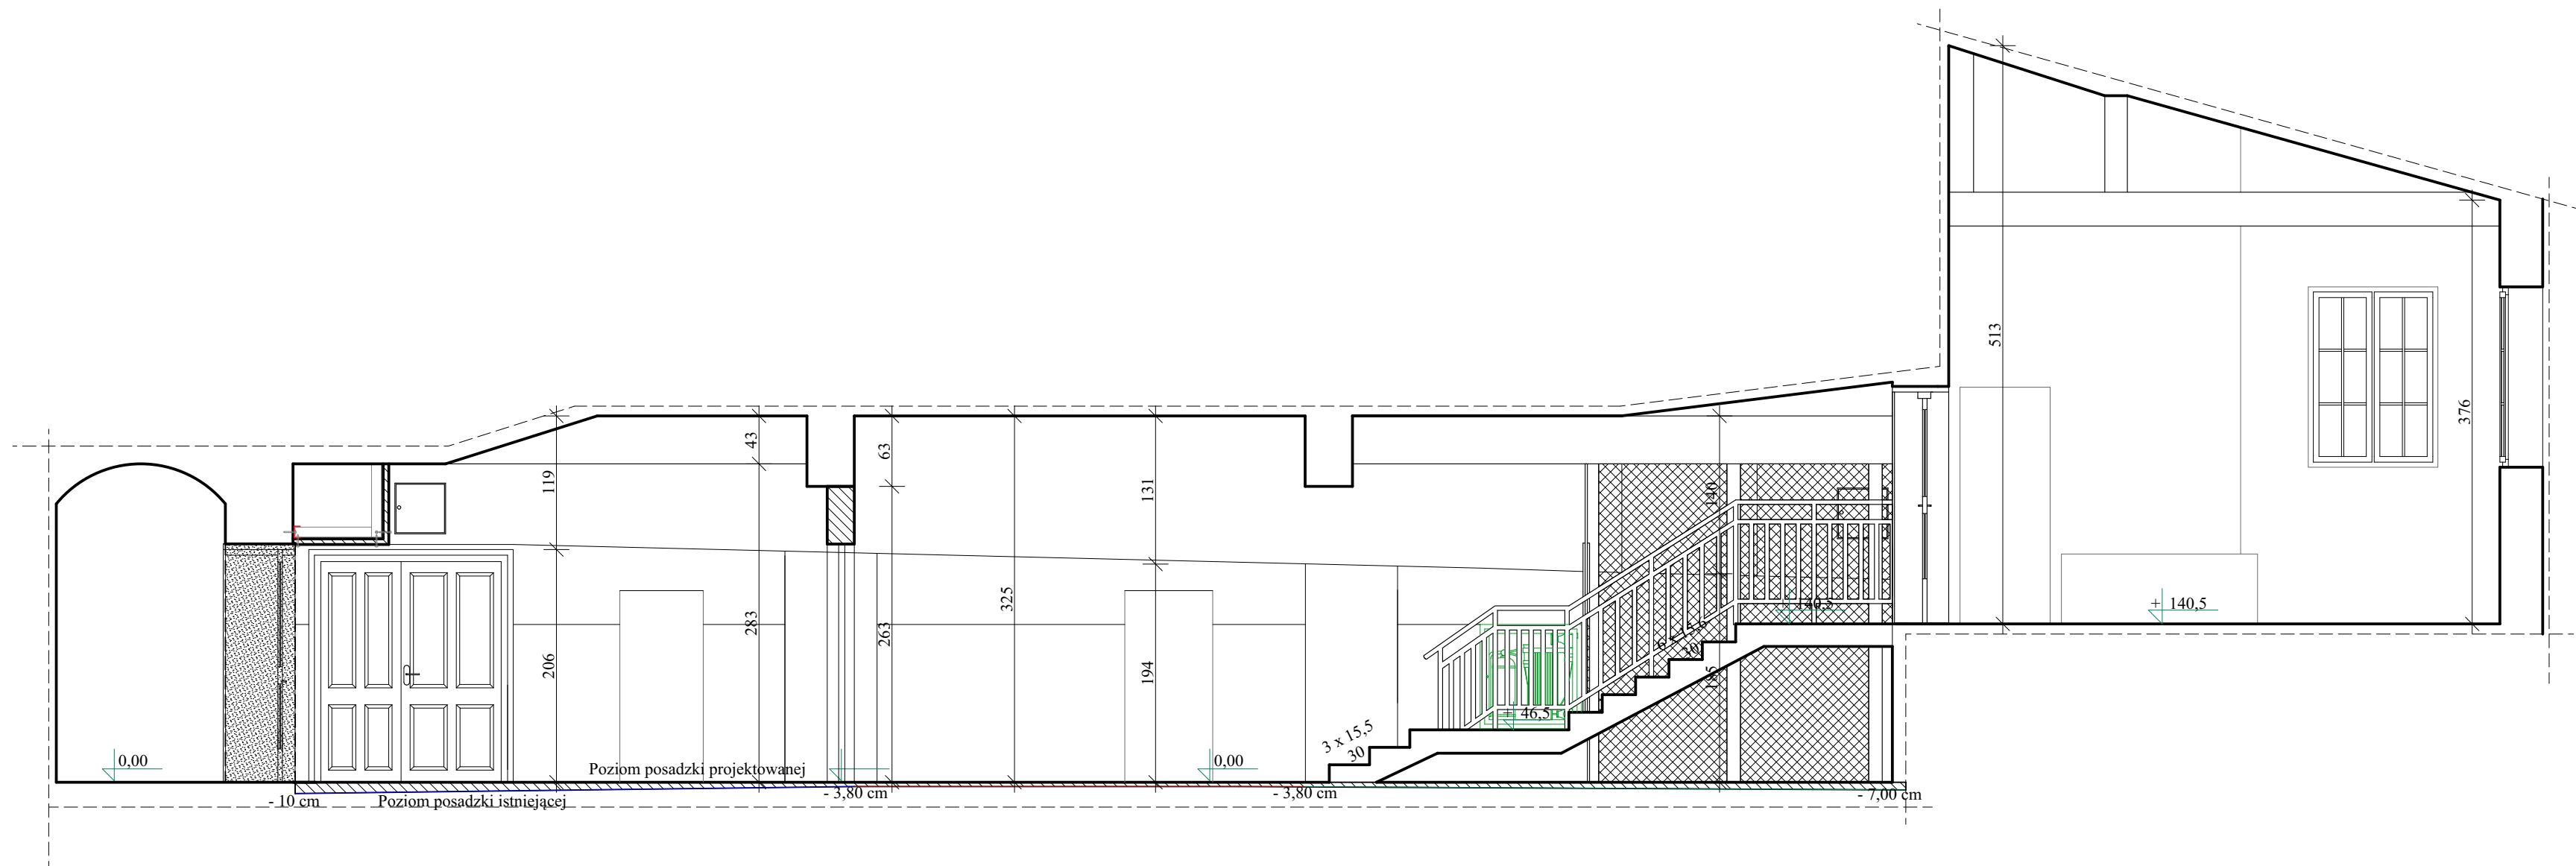 513
376
43
63
119
131
140
325
283
263
206
194
195
6 x 15,6
30
+ 140,5
+ 140,5
+ 46,5
3 x 15,5
30
0,00
0,00
Poziom posadzki projektowanej
- 10 cm
Poziom posadzki istniejącej
- 3,80 cm
- 3,80 cm
- 7,00 cm